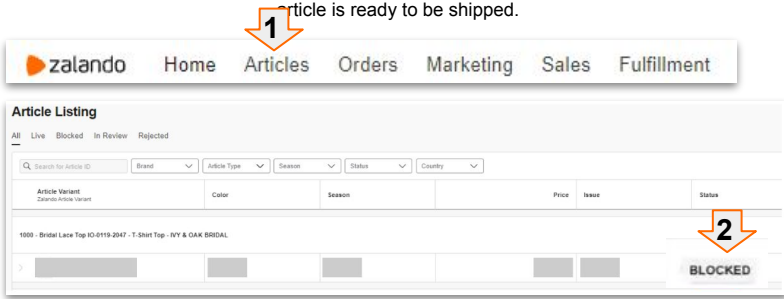 article is ready to be shipped.
1
zalando Home Articles Orders Marketing Sales Fulfillment
Article Listing
All Live Blocked In Review Rejected
Search for Article ID Brand Article Type Season Status Country
Article Variant Color Season Price Issue Status
Zalando Article Variant
1000 - Bridal Lace Top IO-0119-2047 - T-Shirt Top - IVY & OAK BRIDAL
2
BLOCKED